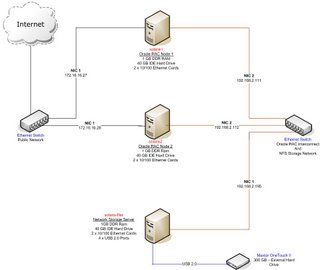 Internet
solaris1
Oracle RAC Node 1
1 GB DDR RAM
40 GB IDE Hard Drive
2 x 10/100 Ethernet Cards
NIC 1
172.16.16.27
NIC 2
192.168.2.111
Ethernet Switch
Public Network
NIC 1
172.16.16.28
solaris2
Oracle RAC Node 2
1 GB DDR Ram
40 GB IDE Hard Drive
2 x 10/100 Ethernet Cards
NIC 2
192.168.2.112
Ethernet Switch
Oracle RAC Interconnect
And
NFS Storage Network
NIC 1
192.168.2.195
Network Storage Server
1GB DDR Ram
40 GB IDE Hard Drive
2 x 10/100 Ethernet Cards
4 x USB 2.0 Ports
USB 2.0
Maxtor OneTouch II
300 GB - External Hard
Drive